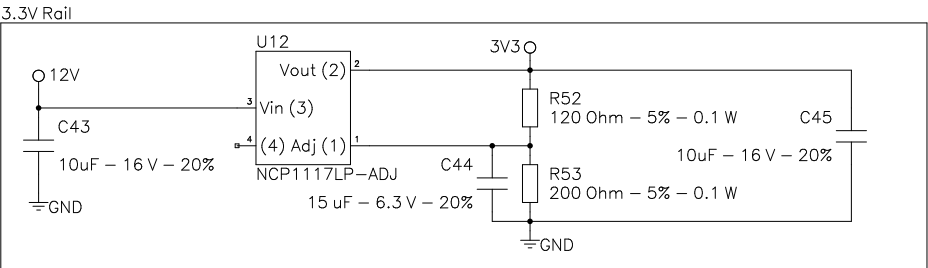 3.3V Rail
U12
3V3
Vout (2) 2
12V
3 Vin (3)
R52
120 Ohm – 5% – 0.1 W
C43
C45
4 (4) Adj (1) 1
10uF – 16 V – 20%
10uF – 16 V – 20%
NCP1117LP–ADJ
C44
R53
200 Ohm – 5% – 0.1 W
15 uF – 6.3 V – 20%
GND
GND